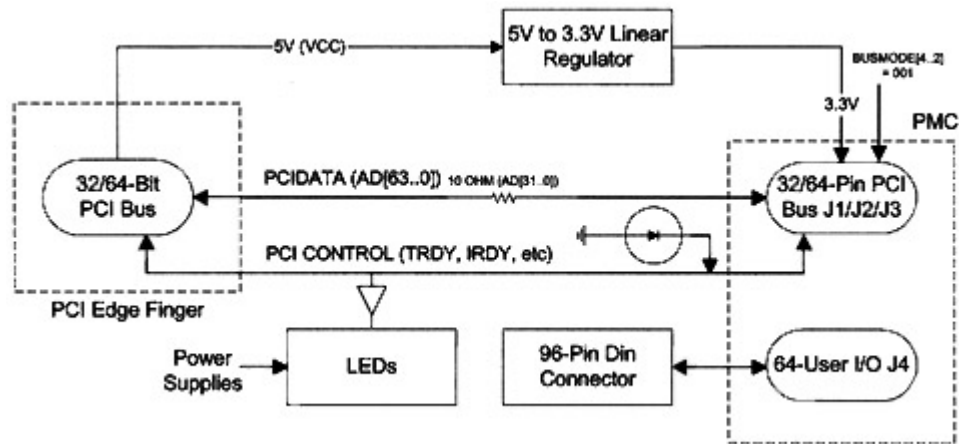 5V (VCC)
5V to 3.3V Linear
Regulator
BUSMODE[4..2]
= 001
3.3V
PMC
32/64-Bit
PCI Bus
PCIDATA (AD[63..0]) 10 OHM (AD[31..0])
32/64-Pin PCI
Bus J1/J2/J3
PCI CONTROL (TRDY, IRDY, etc)
PCI Edge Finger
Power
Supplies
LEDs
96-Pin Din
Connector
64-User I/O J4